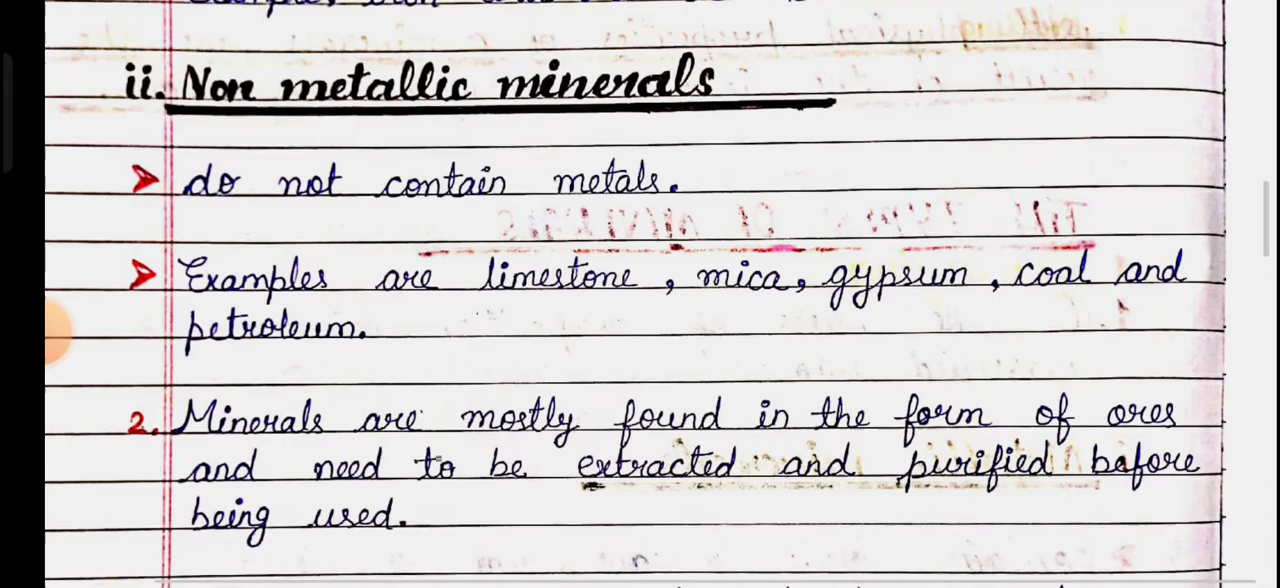 ii. Non metallic minerals
➤ do not contain metals.
➤ Examples are limestone, mica, gypsum, coal and
petroleum.
2. Minerals are mostly found in the form of ores
and need to be extracted and purified before
being used.